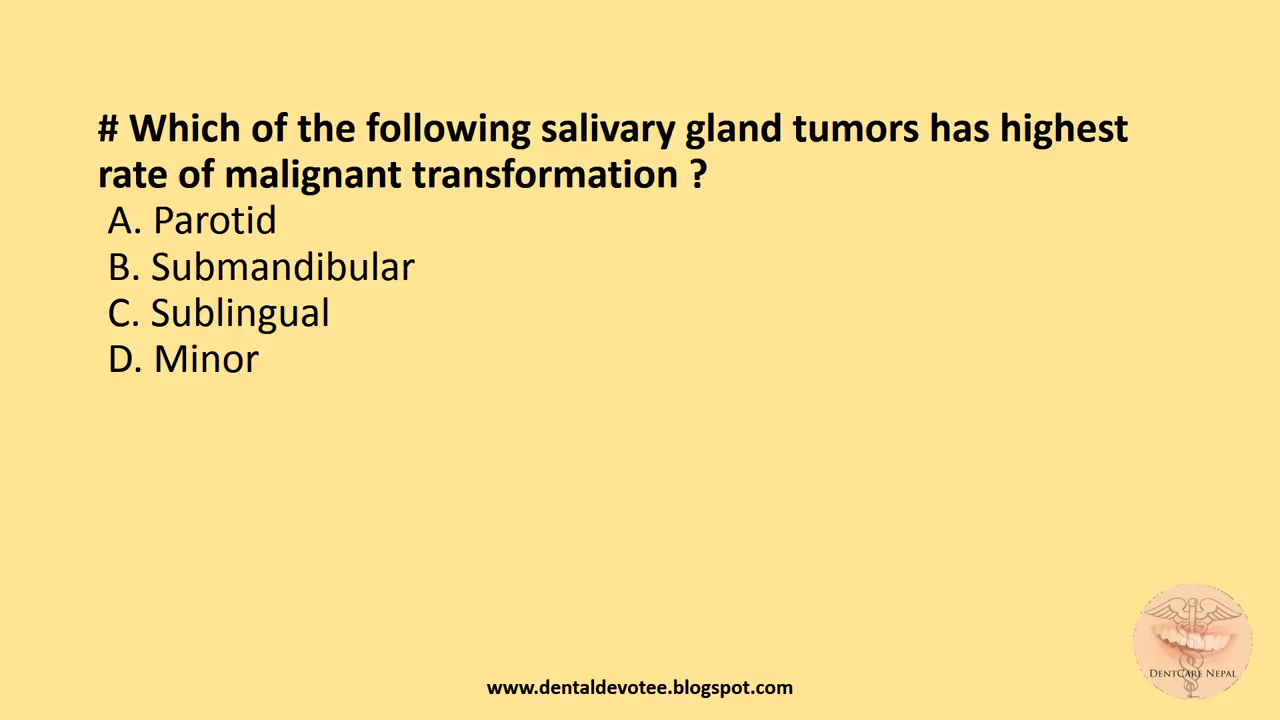 # Which of the following salivary gland tumors has highest
rate of malignant transformation ?
A. Parotid
B. Submandibular
C. Sublingual
D. Minor
DentCare Nepal
www.dentaldevotee.blogspot.com